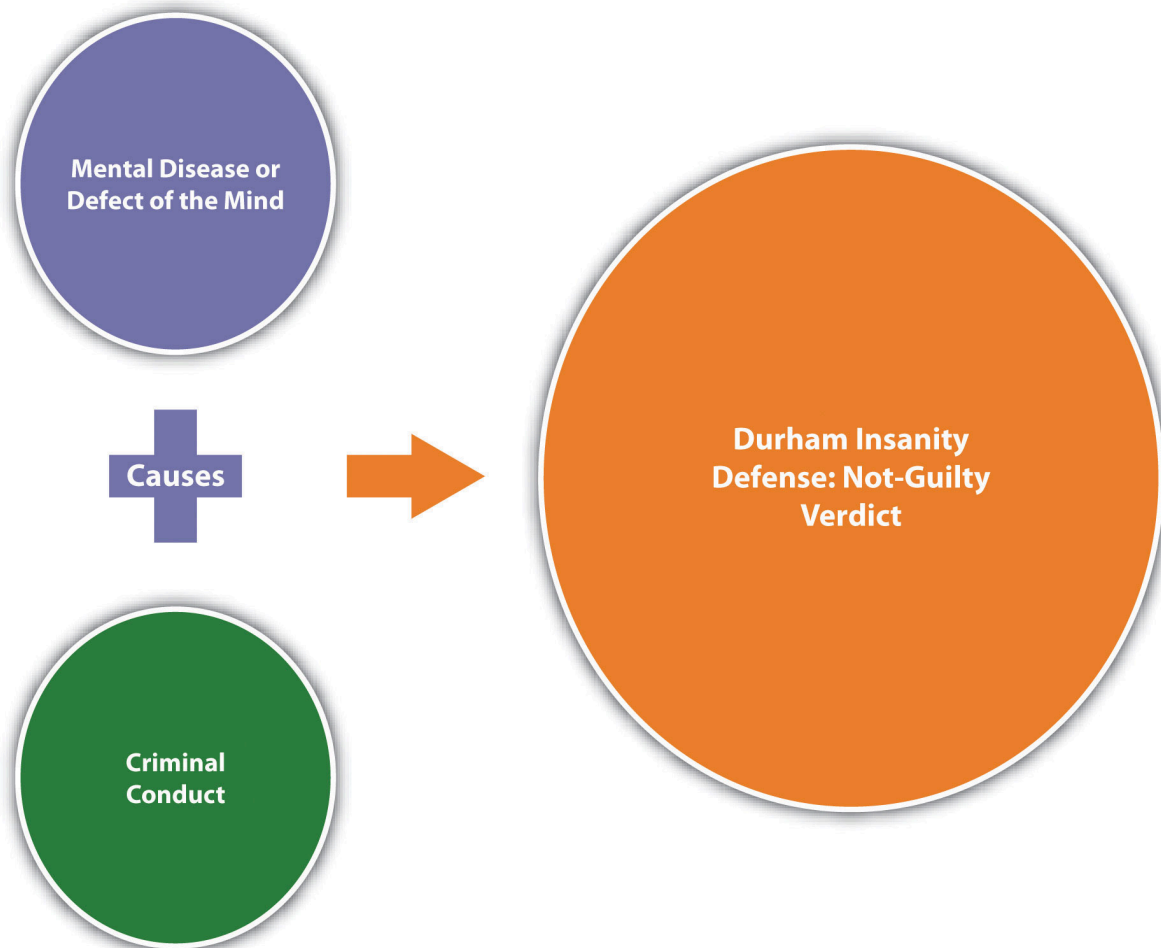 Mental Disease or
Defect of the Mind
Causes
Criminal
Conduct
Durham Insanity
Defense: Not-Guilty
Verdict